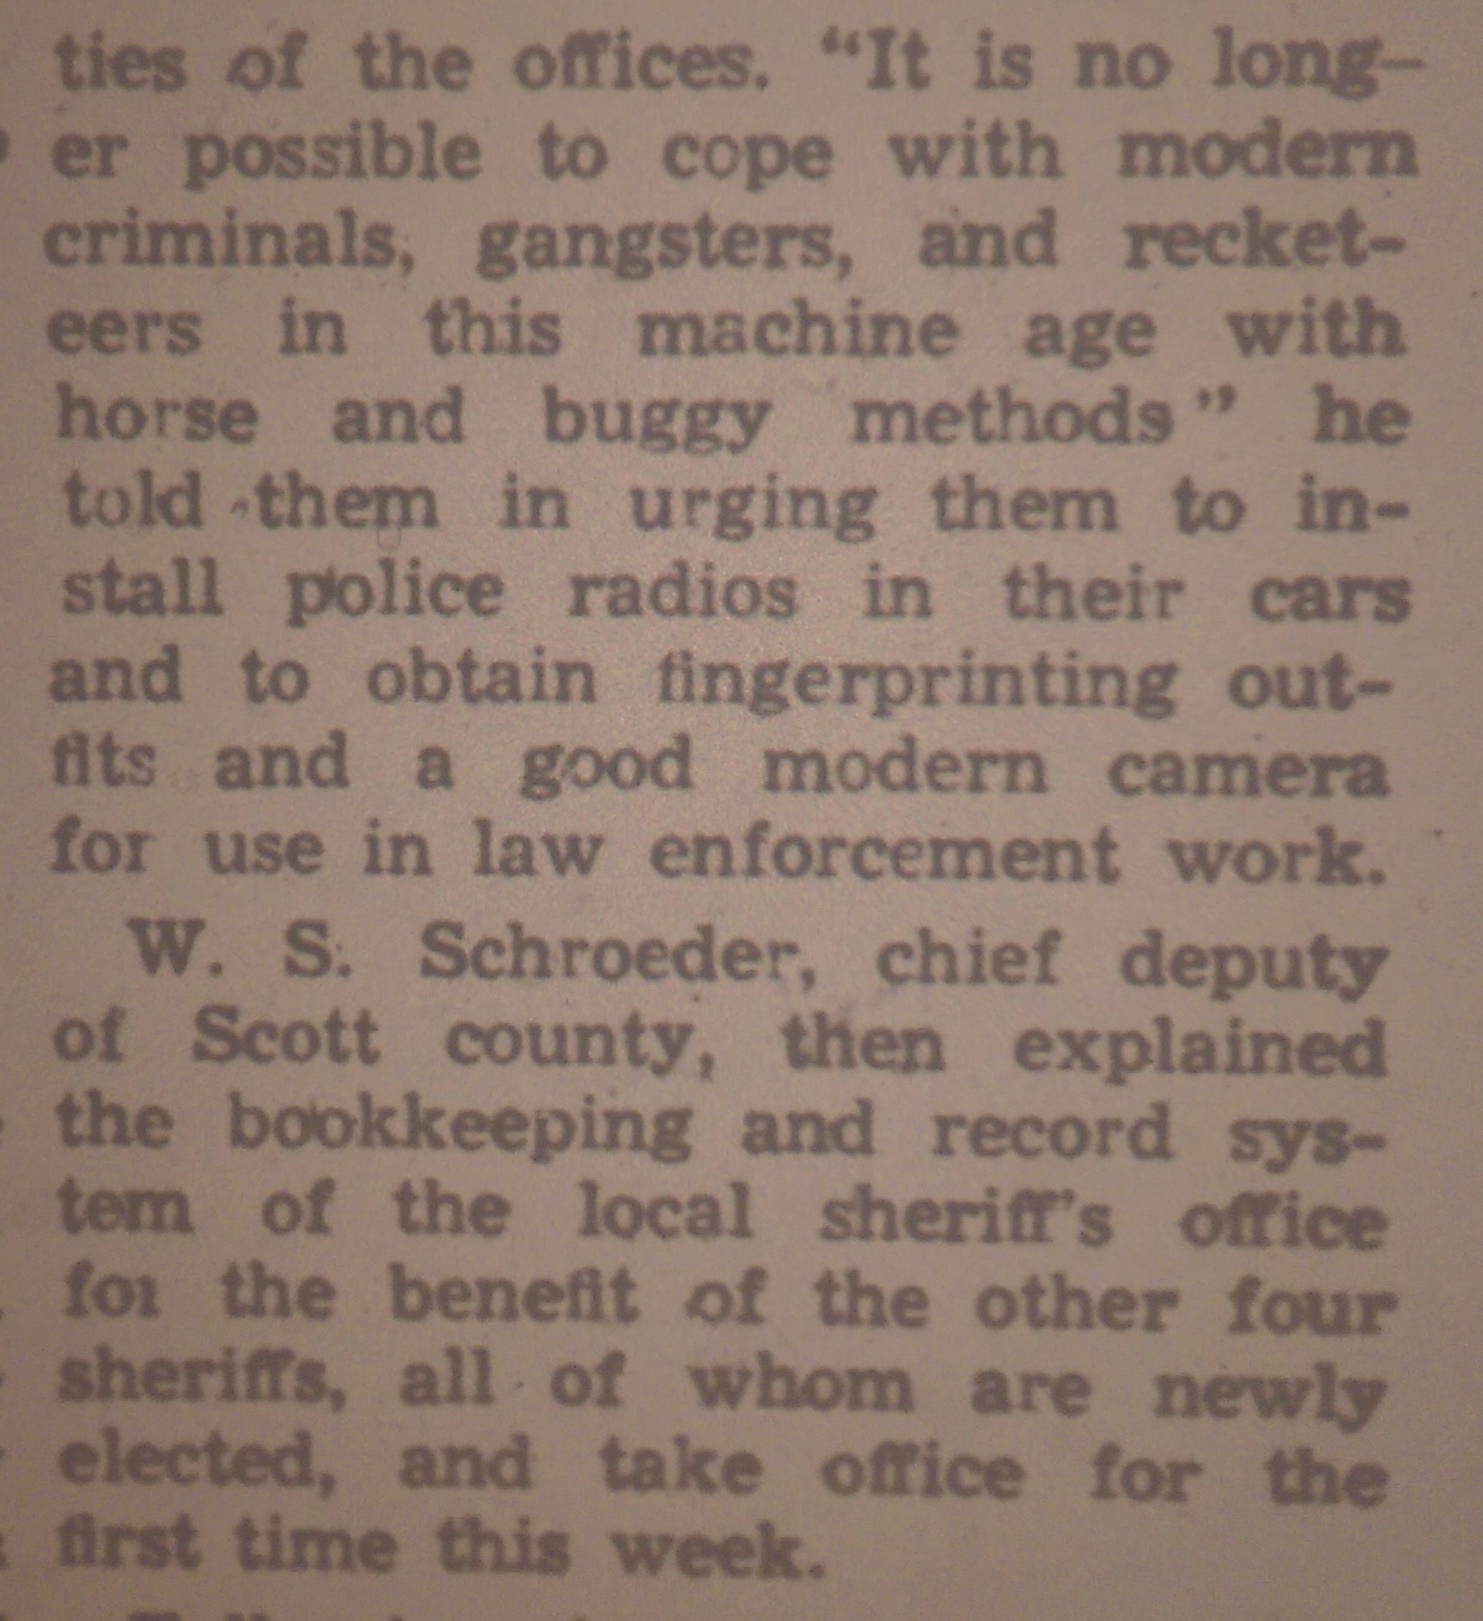 ties of the offices. “It is no long-
er possible to cope with modern
criminals, gangsters, and recket-
eers in this machine age with
horse and buggy methods” he
told them in urging them to in-
stall police radios in their cars
and to obtain fingerprinting out-
fits and a good modern camera
for use in law enforcement work.
W. S. Schroeder, chief deputy
of Scott county, then explained
the bookkeeping and record sys-
tem of the local sheriff's office
for the benefit of the other four
sheriffs, all of whom are newly
elected, and take office for the
first time this week.